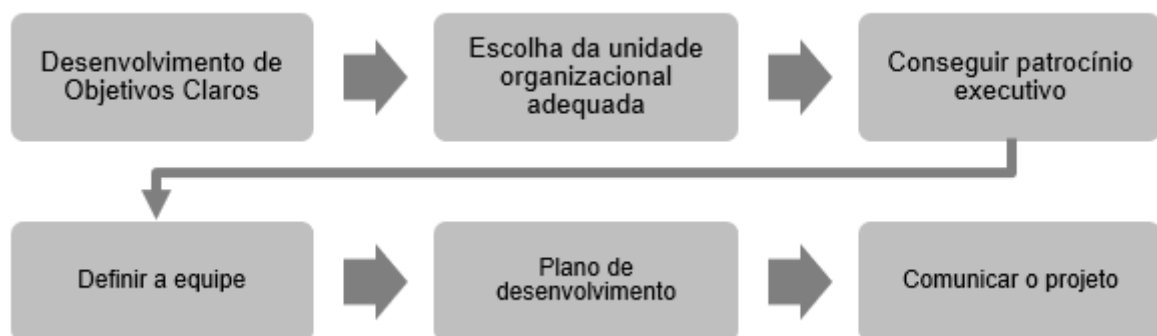 Desenvolvimento de
Objetivos Claros
Escolha da unidade
organizacional
adequada
Conseguir patrocínio
executivo
Definir a equipe
Plano de
desenvolvimento
Comunicar o projeto